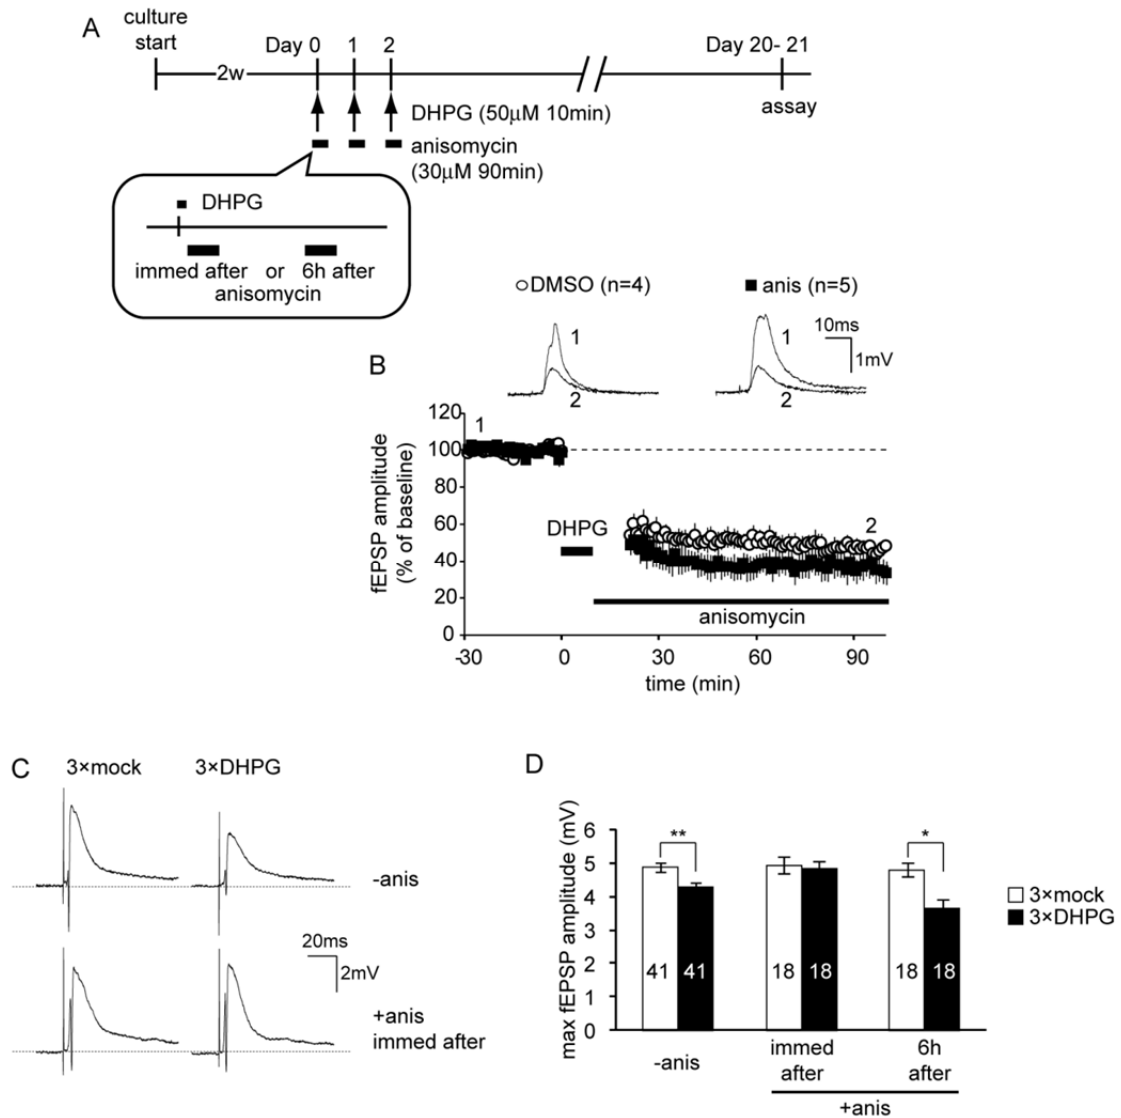 A
culture
start
2w
Day 0 1 2
Day 20- 21
assay
DHPG (50μM 10min)
anisomycin
(30μM 90min)
DHPG
immed after or 6h after
anisomycin
B
DMSO (n=4)
anis (n=5)
1
2
1
2
10ms
1mV
fEPSP amplitude
(% of baseline)
120
100
80
60
40
20
0
1
DHPG
2
anisomycin
-30 0 30 60 90
time (min)
C
3×mock 3×DHPG
-anis
20ms
2mV
+anis
immed after
D
max fEPSP amplitude (mV)
6
5
4
3
2
1
0
** *
41 41 18 18 18 18
3×mock
3×DHPG
-anis
immed
after
6h
after
+anis